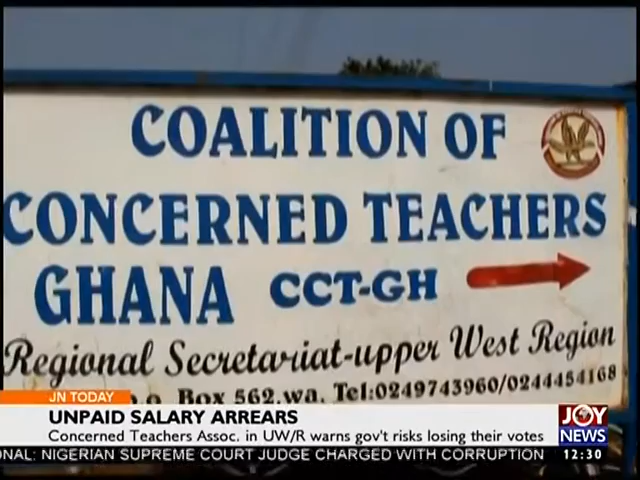 COALITION OF
CONCERNED TEACHERS
GHANA CCT-GH
Regional Secretariat-upper West Region
Box 562,wa. Tel:0249743960/0244454168
JN TODAY
UNPAID SALARY ARREARS
Concerned Teachers Assoc. in UW/R warns gov't risks losing their votes
JOY
NEWS
NAL: NIGERIAN SUPREME COURT JUDGE CHARGED WITH CORRUPTION
12:30